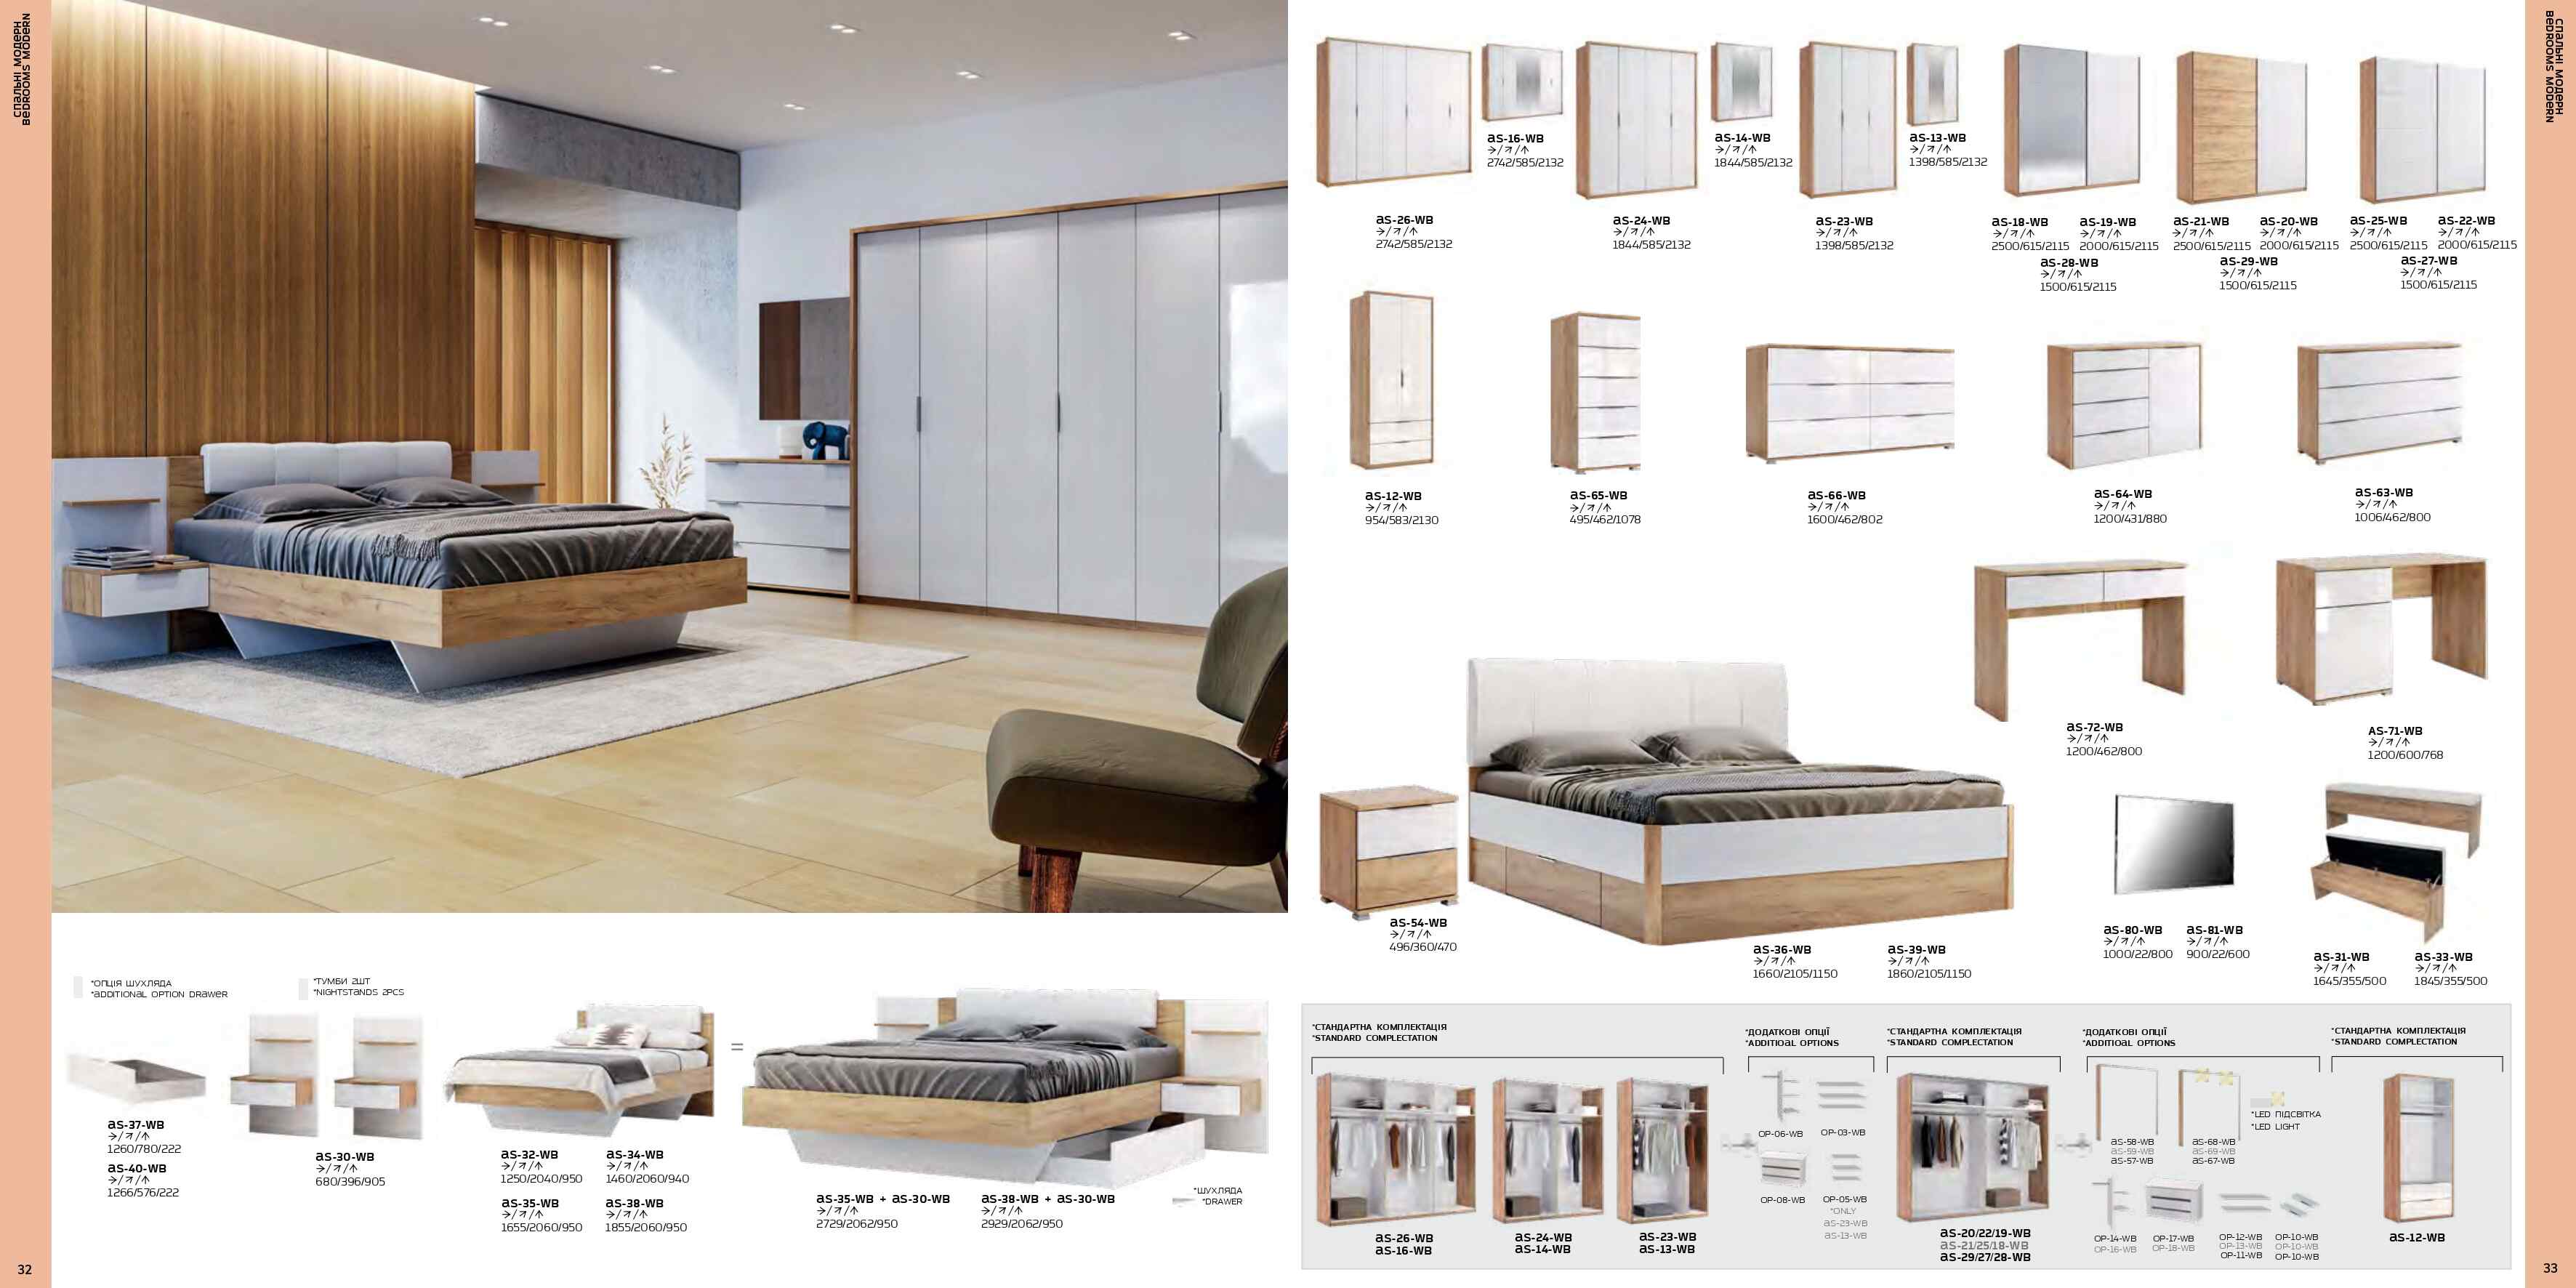 СПАЛЬНІ МОДЕРН
BEDROOMS MODERN
*ОПЦІЯ ШУХЛЯДА
*ADDITIONAL OPTION DRAWER
*ТУМБИ 2ШТ
*NIGHTSTANDS 2PCS
AS-37-WB
→/↗/↑
1260/780/222
AS-40-WB
→/↗/↑
1266/576/222
AS-30-WB
→/↗/↑
680/396/905
AS-32-WB
→/↗/↑
1250/2040/950
AS-34-WB
→/↗/↑
1460/2060/940
AS-35-WB
→/↗/↑
1655/2060/950
AS-38-WB
→/↗/↑
1855/2060/950
=
AS-35-WB + AS-30-WB
→/↗/↑
2729/2062/950
AS-38-WB + AS-30-WB
→/↗/↑
2929/2062/950
*ШУХЛЯДА
*DRAWER
32
AS-16-WB
→/↗/↑
2742/585/2132
AS-14-WB
→/↗/↑
1844/585/2132
AS-13-WB
→/↗/↑
1398/585/2132
AS-26-WB
→/↗/↑
2742/585/2132
AS-24-WB
→/↗/↑
1844/585/2132
AS-23-WB
→/↗/↑
1398/585/2132
AS-18-WB
→/↗/↑
2500/615/2115
AS-19-WB
→/↗/↑
2000/615/2115
AS-28-WB
→/↗/↑
1500/615/2115
AS-21-WB
→/↗/↑
2500/615/2115
AS-20-WB
→/↗/↑
2000/615/2115
AS-29-WB
→/↗/↑
1500/615/2115
AS-25-WB
→/↗/↑
2500/615/2115
AS-22-WB
→/↗/↑
2000/615/2115
AS-27-WB
→/↗/↑
1500/615/2115
AS-12-WB
→/↗/↑
954/583/2130
AS-65-WB
→/↗/↑
495/462/1078
AS-66-WB
→/↗/↑
1600/462/802
AS-64-WB
→/↗/↑
1200/431/880
AS-63-WB
→/↗/↑
1006/462/800
AS-72-WB
→/↗/↑
1200/462/800
AS-71-WB
→/↗/↑
1200/600/768
AS-54-WB
→/↗/↑
496/360/470
AS-36-WB
→/↗/↑
1660/2105/1150
AS-39-WB
→/↗/↑
1860/2105/1150
AS-80-WB
→/↗/↑
1000/22/800
AS-81-WB
→/↗/↑
900/22/600
AS-31-WB
→/↗/↑
1645/355/500
AS-33-WB
→/↗/↑
1845/355/500
*СТАНДАРТНА КОМПЛЕКТАЦІЯ
*STANDARD COMPLECTATION
AS-26-WB
AS-16-WB
AS-24-WB
AS-14-WB
AS-23-WB
AS-13-WB
*ДОДАТКОВІ ОПЦІЇ
*ADDITIOAL OPTIONS
OP-06-WB
OP-03-WB
OP-08-WB
OP-05-WB
*ONLY
AS-23-WB
AS-13-WB
*СТАНДАРТНА КОМПЛЕКТАЦІЯ
*STANDARD COMPLECTATION
AS-20/22/19-WB
AS-21/25/18-WB
AS-29/27/28-WB
*ДОДАТКОВІ ОПЦІЇ
*ADDITIOAL OPTIONS
AS-58-WB
AS-59-WB
AS-57-WB
AS-68-WB
AS-69-WB
AS-67-WB
*LED ПІДСВІТКА
*LED LIGHT
OP-14-WB
OP-16-WB
OP-17-WB
OP-18-WB
OP-12-WB
OP-13-WB
OP-11-WB
OP-10-WB
OP-10-WB
OP-10-WB
*СТАНДАРТНА КОМПЛЕКТАЦІЯ
*STANDARD COMPLECTATION
AS-12-WB
СПАЛЬНІ МОДЕРН
BEDROOMS MODERN
33